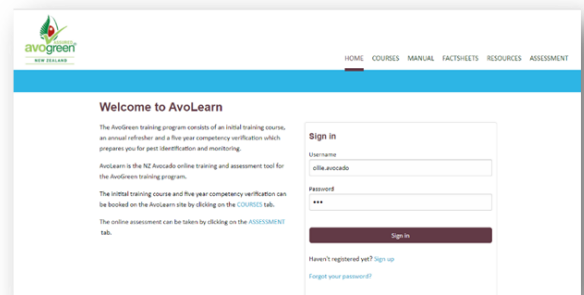 ASSURED
avogreen
NEW ZEALAND
HOME COURSES MANUAL FACTSHEETS RESOURCES ASSESSMENT
Welcome to AvoLearn
The AvoGreen training program consists of an initial training course,
an annual refresher and a five year competency verification which
prepares you for pest identification and monitoring.
AvoLearn is the NZ Avocado online training and assessment tool for
the AvoGreen training program.
The initial training course and five year competency verification can
be booked on the AvoLearn site by clicking on the COURSES tab.
The online assessment can be taken by clicking on the ASSESSMENT
tab.
Sign in
Username
ollie.avocado
Password
•••
Sign in
Haven't registered yet? Sign up
Forgot your password?